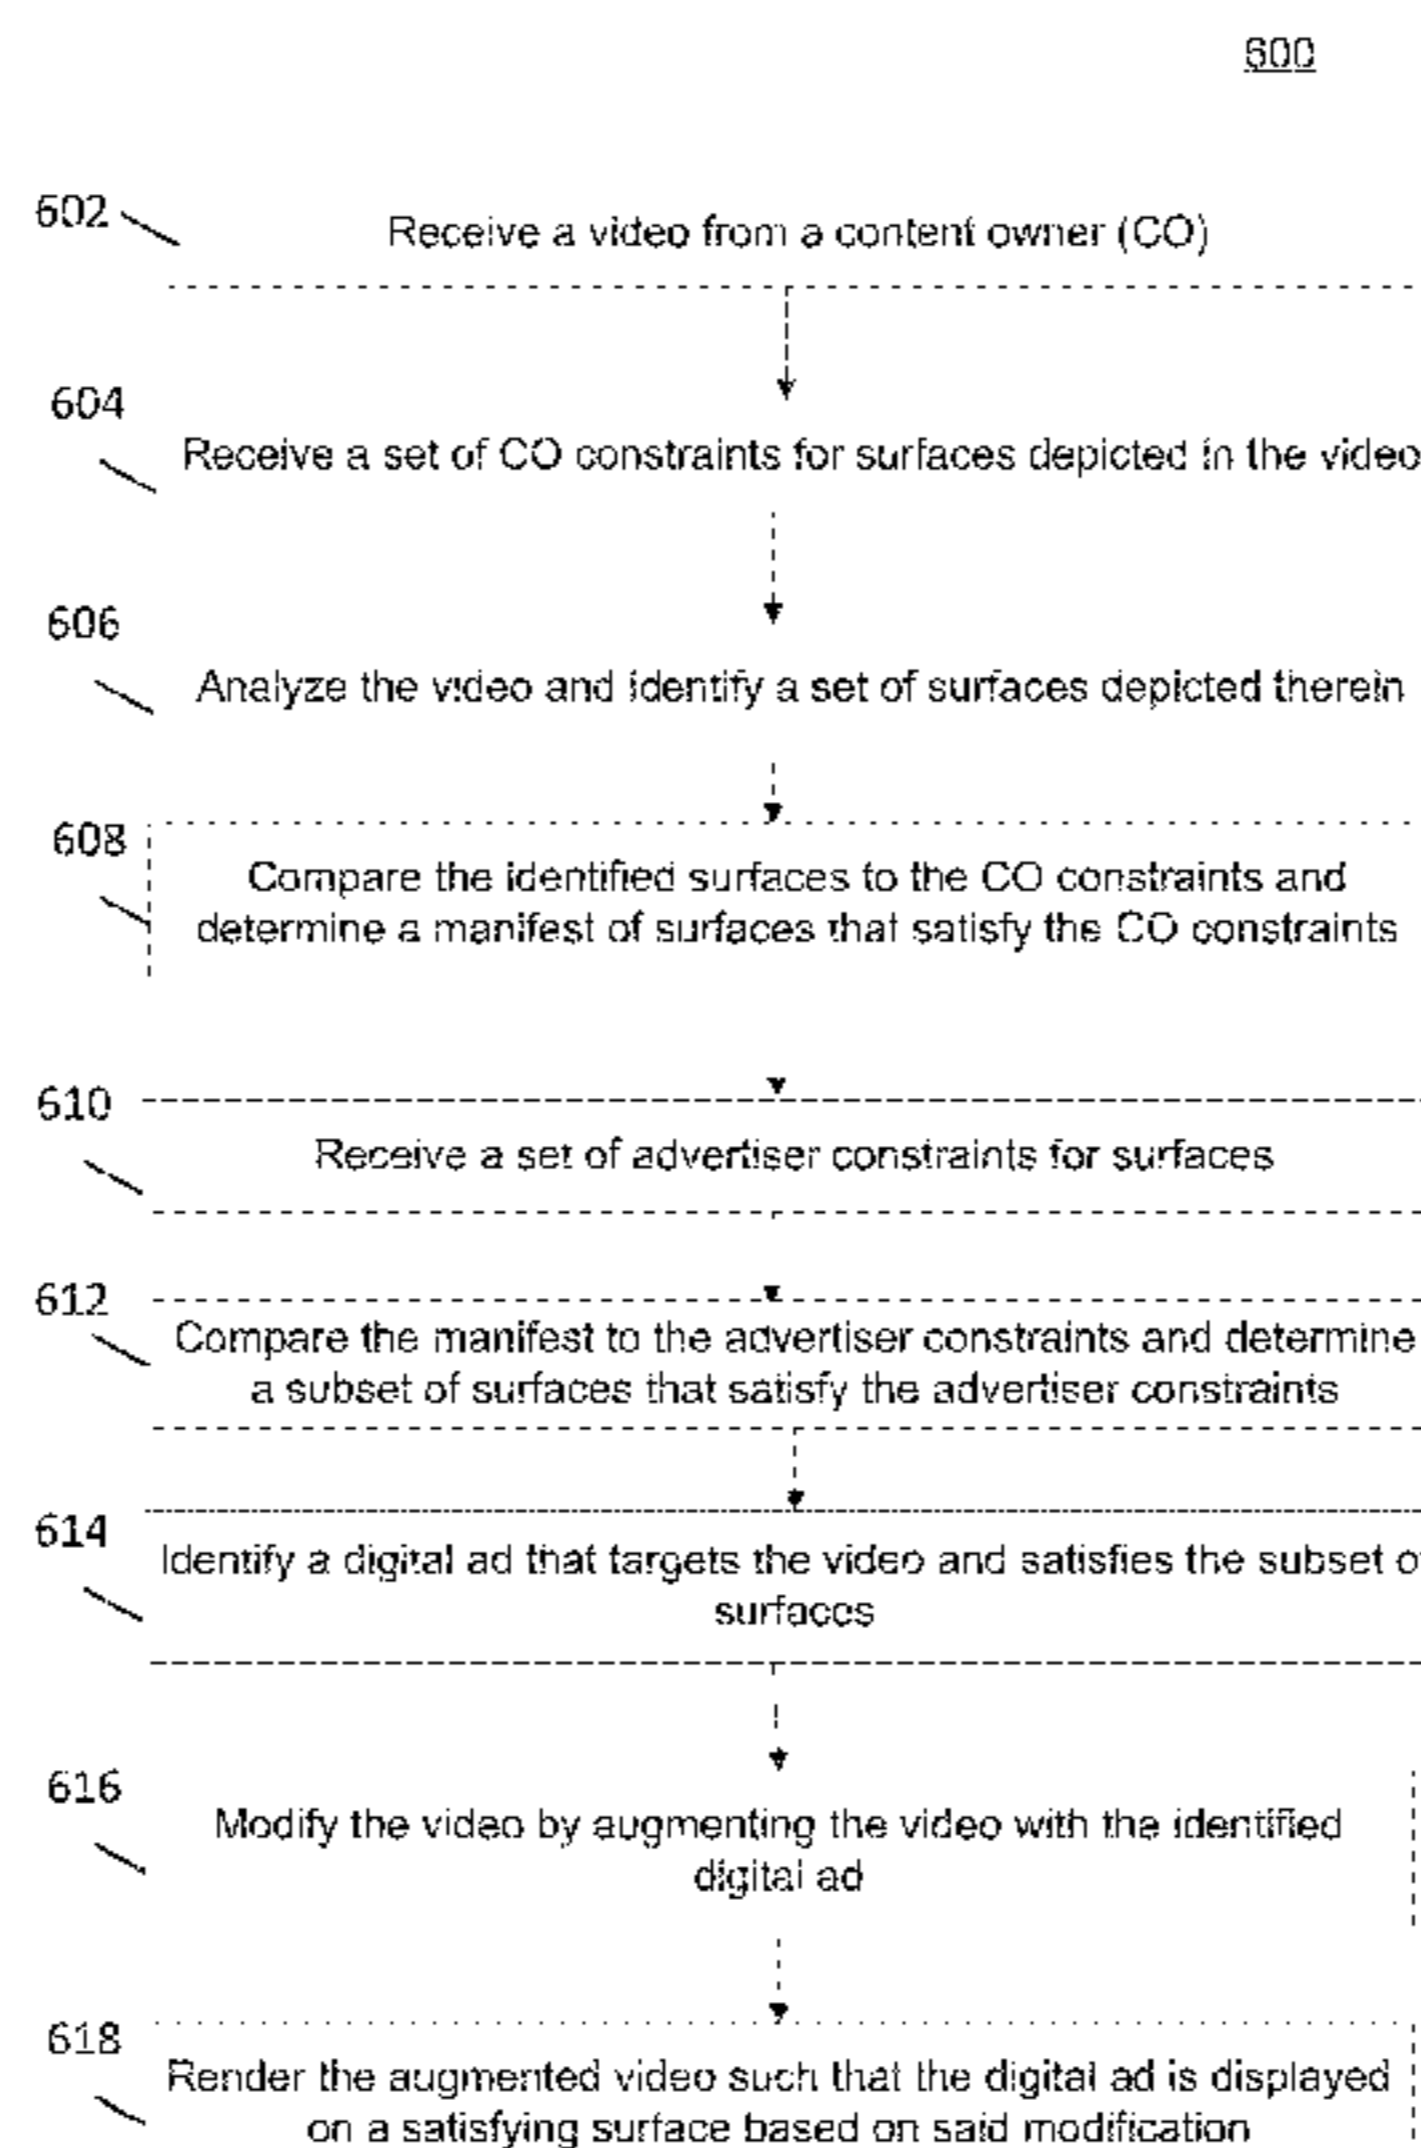 600
602
Receive a video from a content owner (CO)
604
Receive a set of CO constraints for surfaces depicted in the video
606
Analyze the video and identify a set of surfaces depicted therein
608
Compare the identified surfaces to the CO constraints and
determine a manifest of surfaces that satisfy the CO constraints
610
Receive a set of advertiser constraints for surfaces
612
Compare the manifest to the advertiser constraints and determine
a subset of surfaces that satisfy the advertiser constraints
614
Identify a digital ad that targets the video and satisfies the subset of
surfaces
616
Modify the video by augmenting the video with the identified
digital ad
618
Render the augmented video such that the digital ad is displayed
on a satisfying surface based on said modification